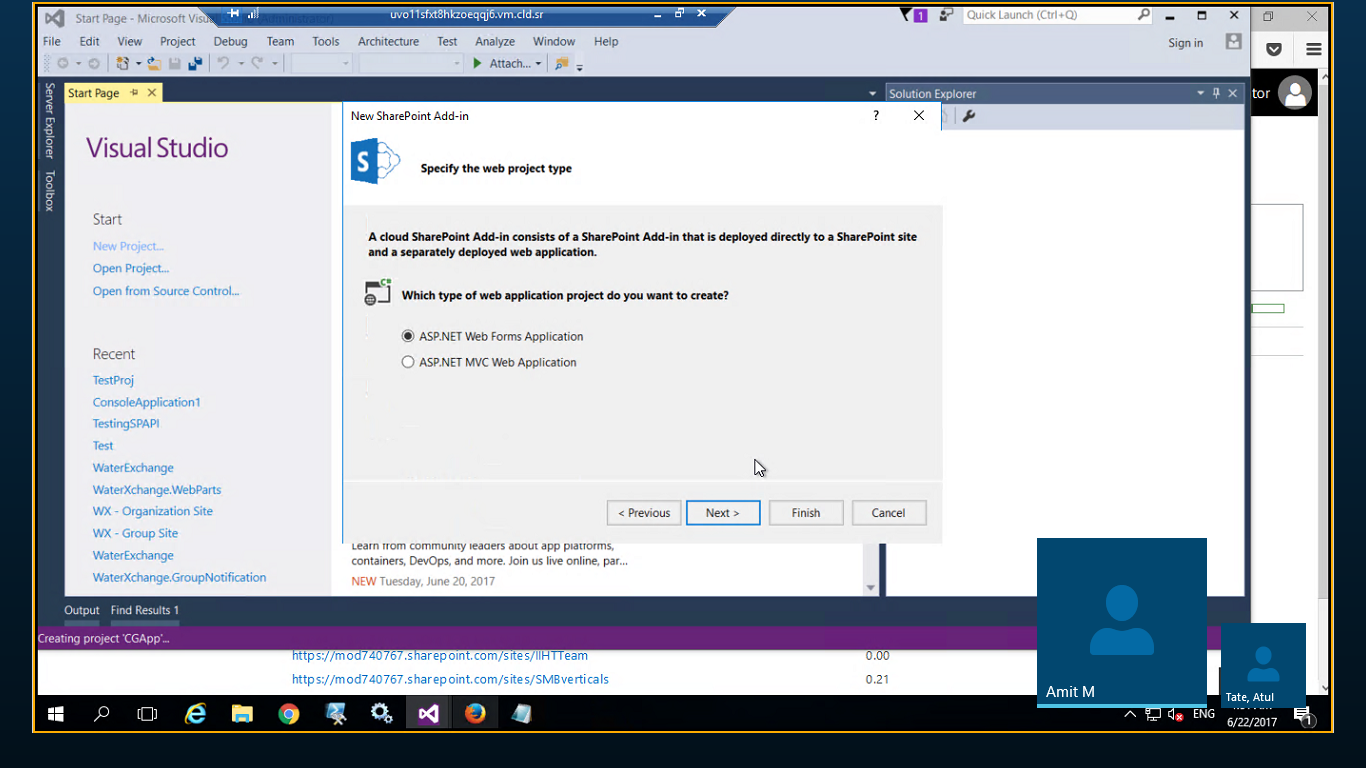 Start Page - Microsoft Visu
uvo11sfxt8hkzoeqqj6.vm.cld.sr
1
Quick Launch (Ctrl+Q)
File Edit View Project Debug Team Tools Architecture Test Analyze Window Help
Sign in
Attach...
Server Explorer
Toolbox
Start Page
Solution Explorer
tor
New SharePoint Add-in
?
Visual Studio
S
Specify the web project type
Start
New Project...
Open Project...
Open from Source Control...
A cloud SharePoint Add-in consists of a SharePoint Add-in that is deployed directly to a SharePoint site
and a separately deployed web application.
C#
Which type of web application project do you want to create?
ASP.NET Web Forms Application
ASP.NET MVC Web Application
Recent
TestProj
ConsoleApplication1
TestingSPAPI
Test
WaterExchange
WaterXchange.WebParts
WX - Organization Site
WX - Group Site
WaterExchange
WaterXchange.GroupNotification
< Previous
Next >
Finish
Cancel
Learn from community leaders about app platforms,
containers, DevOps, and more. Join us live online, par...
NEW Tuesday, June 20, 2017
Output Find Results 1
Creating project 'CGApp'...
https://mod740767.sharepoint.com/sites/IIHTTeam 0.00
https://mod740767.sharepoint.com/sites/SMBverticals 0.21
Amit M
Tate, Atul
ENG
6/22/2017
1